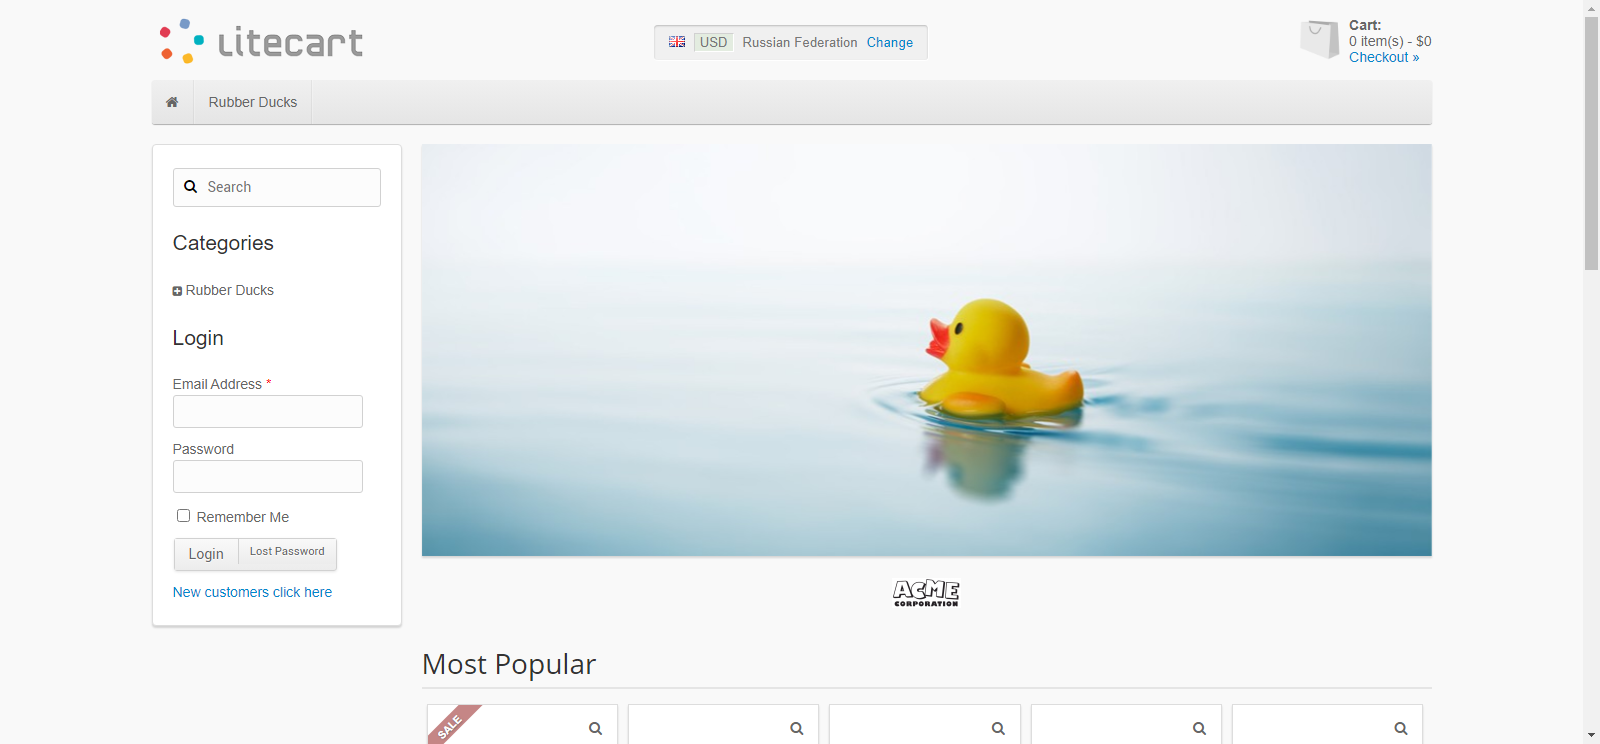 litecart
USD Russian Federation Change
Cart:
0 item(s) - $0
Checkout »
Rubber Ducks
Search
Categories
Rubber Ducks
Login
Email Address *
Password
Remember Me
Login Lost Password
New customers click here
ACME
CORPORATION
Most Popular
SALE